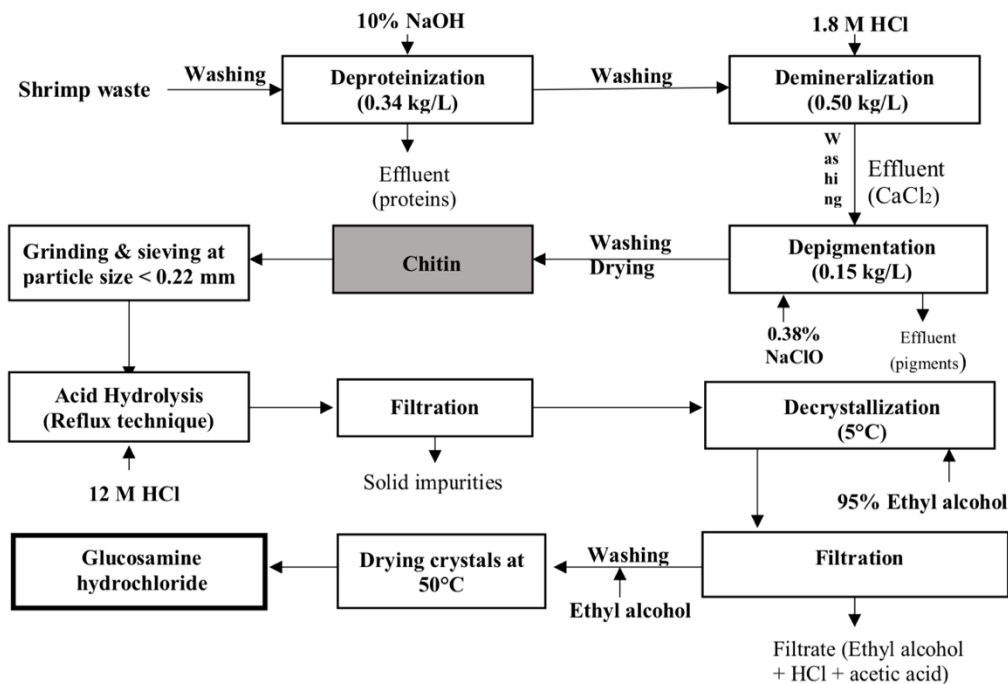 10% NaOH
1.8 M HCl
Shrimp waste
Washing
Deproteinization
(0.34 kg/L)
Washing
Demineralization
(0.50 kg/L)
Effluent
(proteins)
W
as
hi
ng
Effluent
(CaCl2)
Grinding & sieving at
particle size < 0.22 mm
Chitin
Washing
Drying
Depigmentation
(0.15 kg/L)
0.38%
NaClO
Effluent
(pigments)
Acid Hydrolysis
(Reflux technique)
Filtration
Decrystallization
(5°C)
12 M HCl
Solid impurities
95% Ethyl alcohol
Glucosamine
hydrochloride
Drying crystals at
50°C
Washing
Ethyl alcohol
Filtration
Filtrate (Ethyl alcohol
+ HCl + acetic acid)